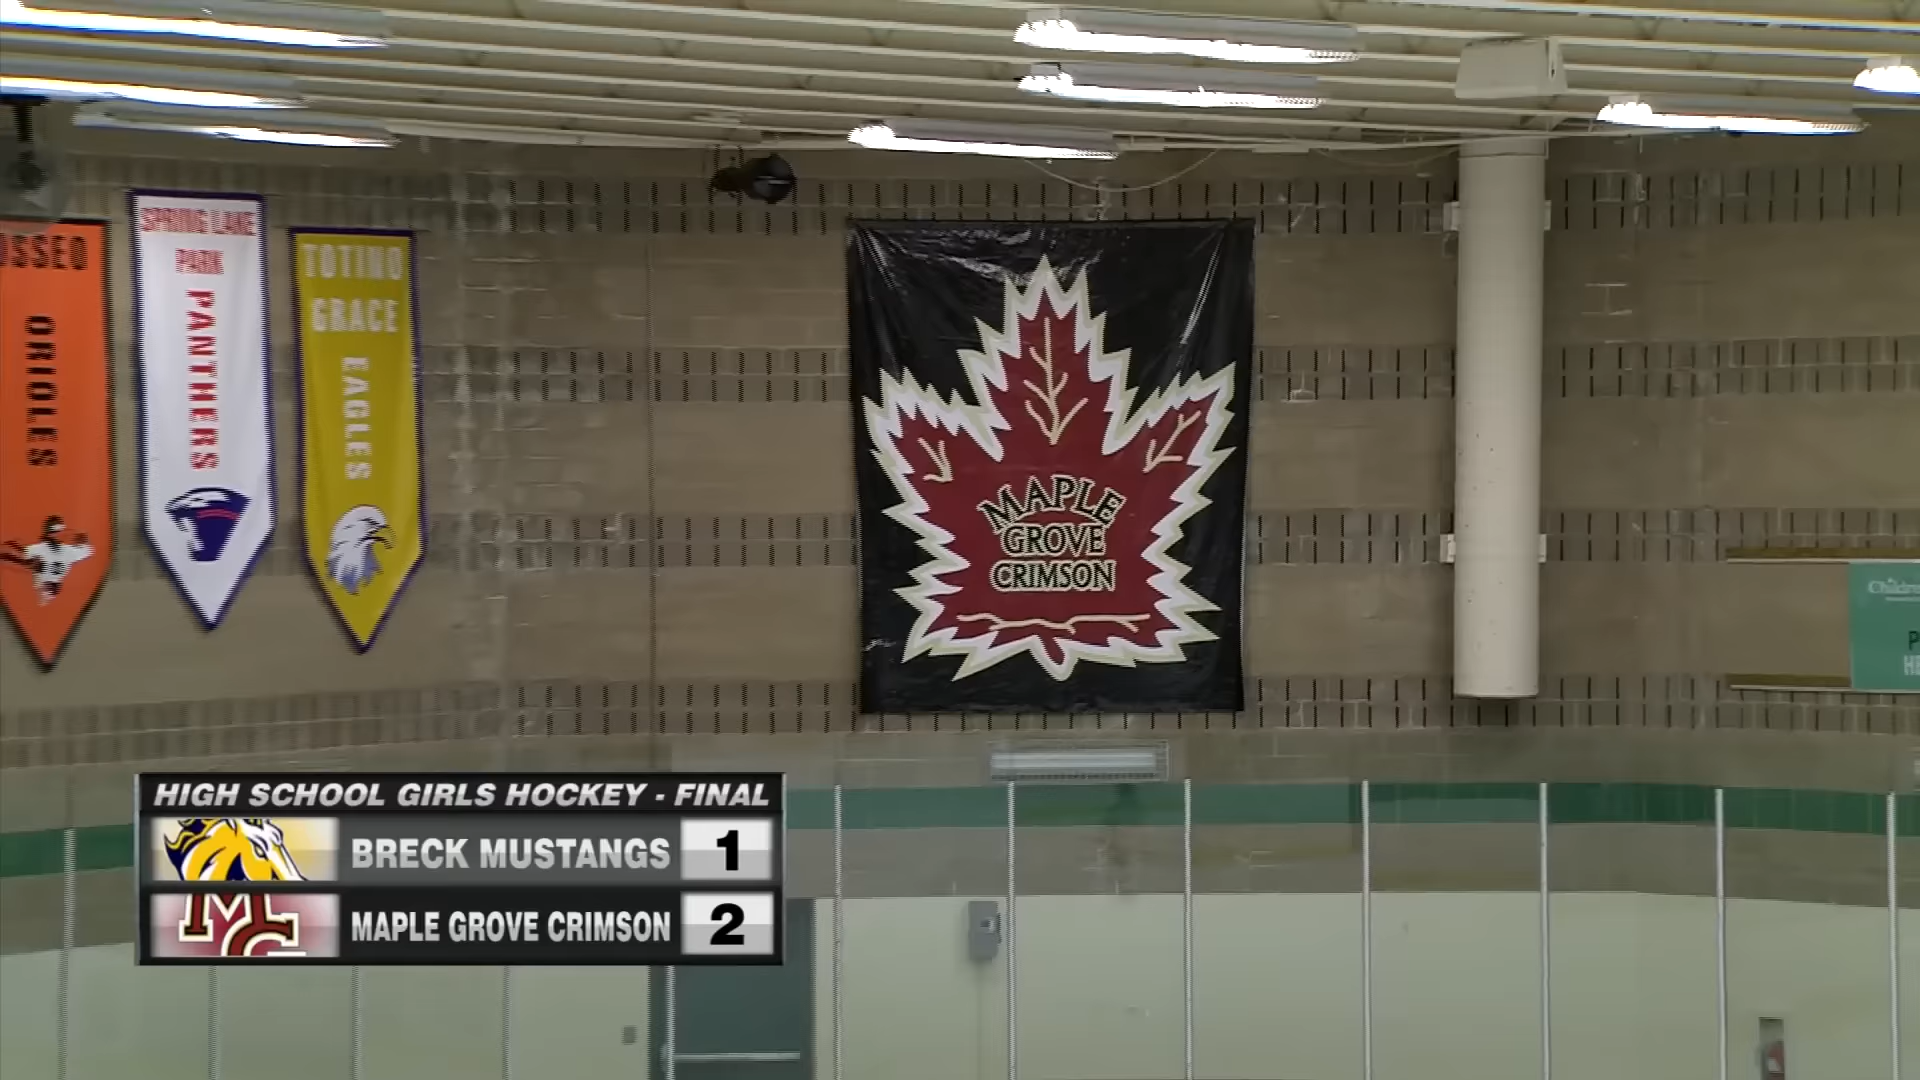 ORIOLES
SPRING LAKE
PARK
PANTHERS
TOTINO
GRACE
EAGLES
MAPLE
GROVE
CRIMSON
HIGH SCHOOL GIRLS HOCKEY - FINAL
BRECK MUSTANGS 1
MG MAPLE GROVE CRIMSON 2